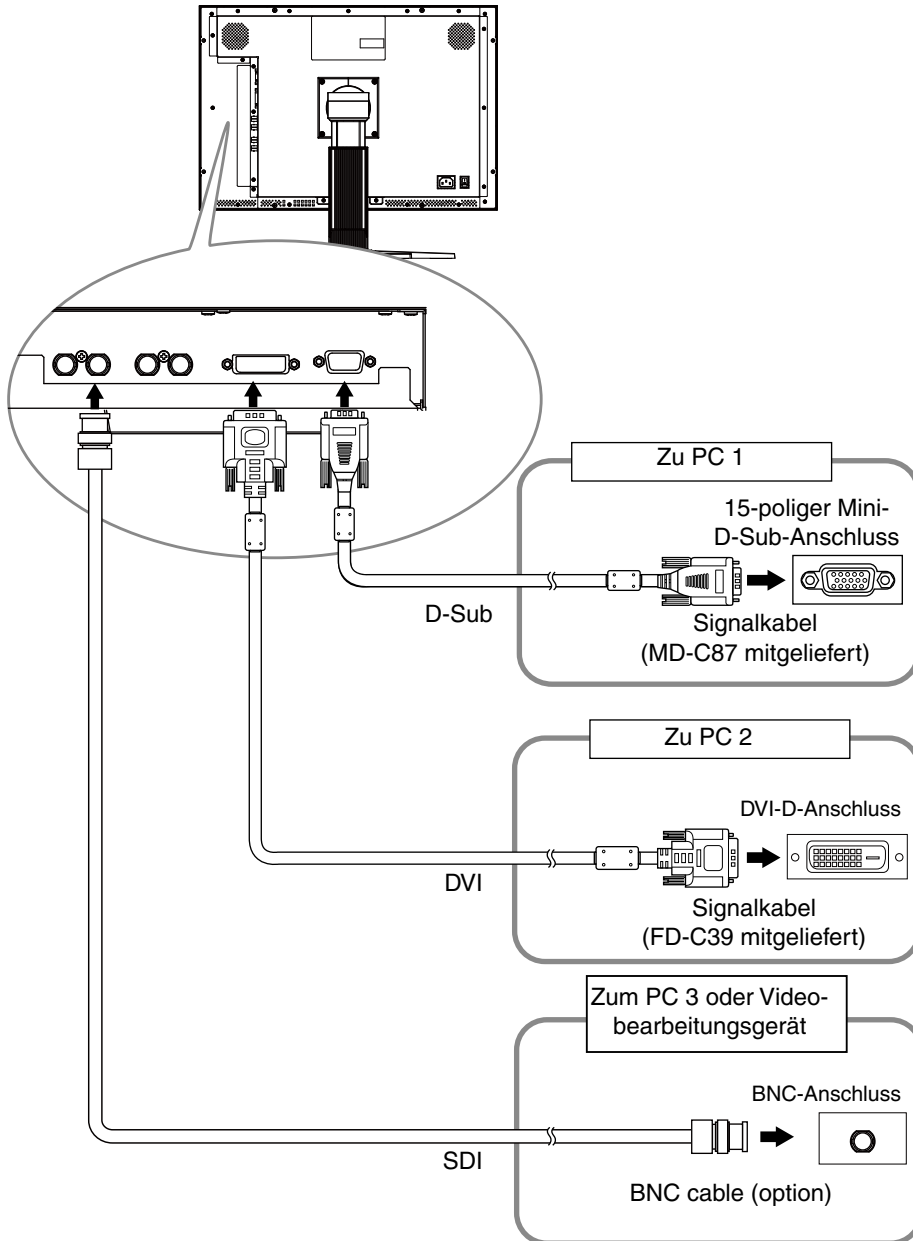 Zu PC 1
15-poliger Mini-
D-Sub-Anschluss
D-Sub
Signalkabel
(MD-C87 mitgeliefert)
Zu PC 2
DVI-D-Anschluss
DVI
Signalkabel
(FD-C39 mitgeliefert)
Zum PC 3 oder Video-
bearbeitungsgerät
BNC-Anschluss
SDI
BNC cable (option)